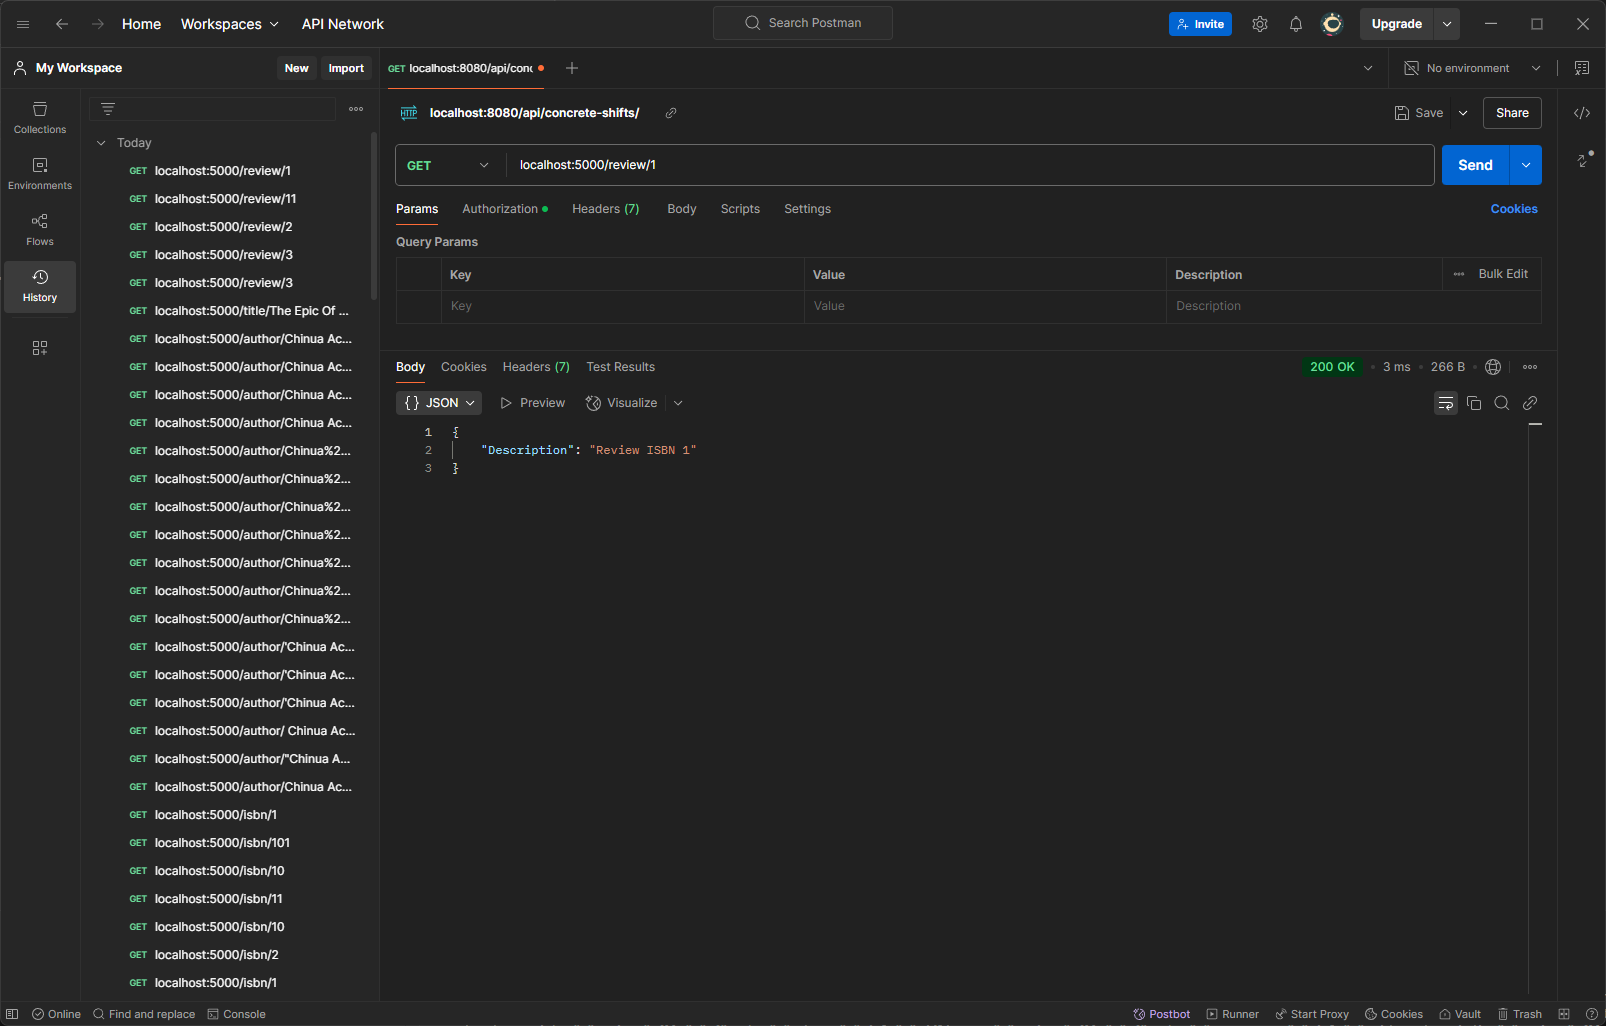 Home Workspaces API Network Search Postman Invite Upgrade
My Workspace New Import GET localhost:8080/api/conc No environment
Collections
Environments
Flows
History
Today
GET localhost:5000/review/1
GET localhost:5000/review/11
GET localhost:5000/review/2
GET localhost:5000/review/3
GET localhost:5000/review/3
GET localhost:5000/title/The Epic Of ...
GET localhost:5000/author/Chinua Ac...
GET localhost:5000/author/Chinua Ac...
GET localhost:5000/author/Chinua Ac...
GET localhost:5000/author/Chinua Ac...
GET localhost:5000/author/Chinua%2...
GET localhost:5000/author/Chinua%2...
GET localhost:5000/author/Chinua%2...
GET localhost:5000/author/Chinua%2...
GET localhost:5000/author/Chinua%2...
GET localhost:5000/author/Chinua%2...
GET localhost:5000/author/Chinua%2...
GET localhost:5000/author/'Chinua Ac...
GET localhost:5000/author/'Chinua Ac...
GET localhost:5000/author/'Chinua Ac...
GET localhost:5000/author/ Chinua Ac...
GET localhost:5000/author/"Chinua A...
GET localhost:5000/author/Chinua Ac...
GET localhost:5000/isbn/1
GET localhost:5000/isbn/101
GET localhost:5000/isbn/10
GET localhost:5000/isbn/11
GET localhost:5000/isbn/10
GET localhost:5000/isbn/2
GET localhost:5000/isbn/1
HTTP localhost:8080/api/concrete-shifts/ Save Share
GET localhost:5000/review/1 Send
Params Authorization Headers (7) Body Scripts Settings Cookies
Query Params
Key Value Description Bulk Edit
Key Value Description
Body Cookies Headers (7) Test Results 200 OK 3 ms 266 B
{} JSON Preview Visualize
1 {
2 "Description": "Review ISBN 1"
3 }
Online Find and replace Console Postbot Runner Start Proxy Cookies Vault Trash